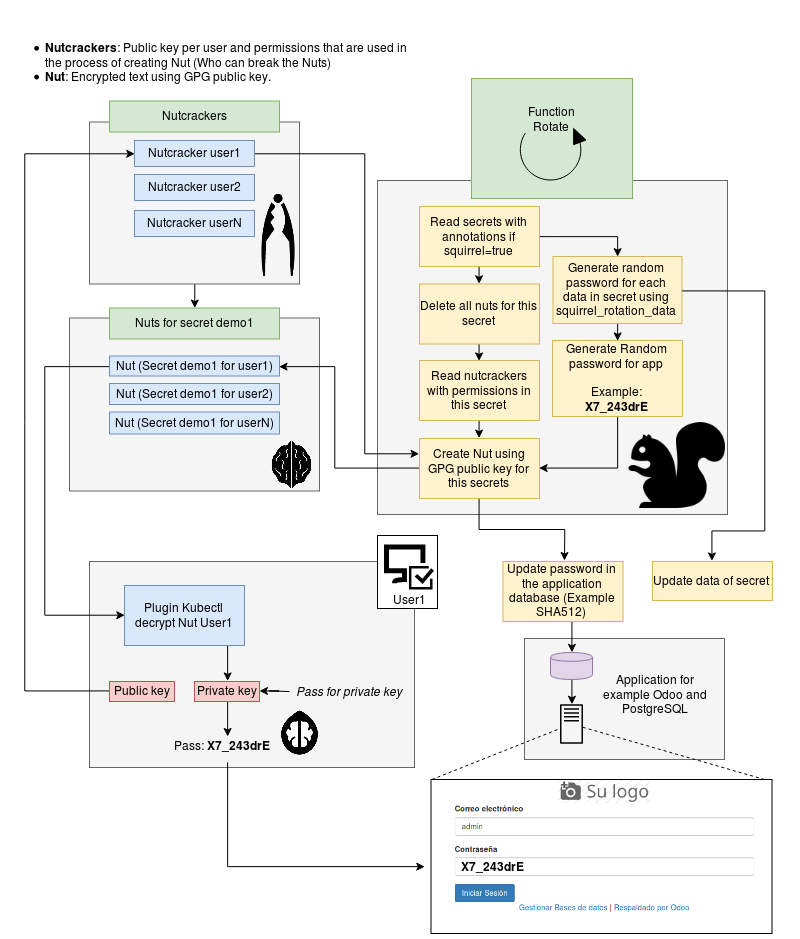 Nutcrackers: Public key per user and permissions that are used in
the process of creating Nut (Who can break the Nuts)
Nut: Encrypted text using GPG public key.
Nutcrackers
Nutcracker user1
Nutcracker user2
Nutcracker userN
Function
Rotate
Read secrets with
annotations if
squirrel=true
Delete all nuts for this
secret
Read nutcrackers
with permissions in
this secret
Create Nut using
GPG public key for
this secrets
Generate random
password for each
data in secret using
squirrel_rotation_data
Generate Random
password for app
Example:
X7_243drE
Nuts for secret demo1
Nut (Secret demo1 for user1)
Nut (Secret demo1 for user2)
Nut (Secret demo1 for userN)
User1
Plugin Kubectl
decrypt Nut User1
Public key
Private key
Pass for private key
Pass: X7_243drE
Update password in
the application
database (Example
SHA512)
Update data of secret
Application for
example Odoo and
PostgreSQL
Su logo
Correo electrónico
admin
Contraseña
X7_243drE
Iniciar Sesión
Gestionar Bases de datos | Respaldado por Odoo